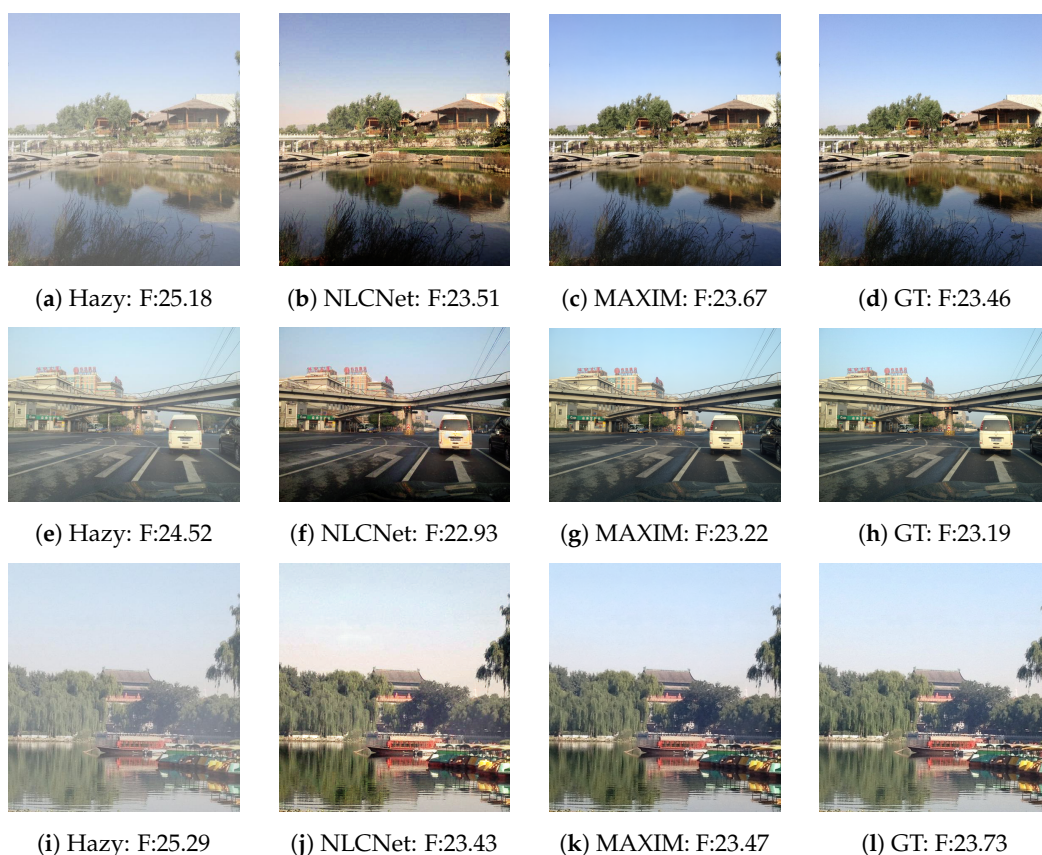 (a) Hazy: F:25.18
(b) NLCNet: F:23.51
(c) MAXIM: F:23.67
(d) GT: F:23.46
(e) Hazy: F:24.52
(f) NLCNet: F:22.93
(g) MAXIM: F:23.22
(h) GT: F:23.19
(i) Hazy: F:25.29
(j) NLCNet: F:23.43
(k) MAXIM: F:23.47
(l) GT: F:23.73